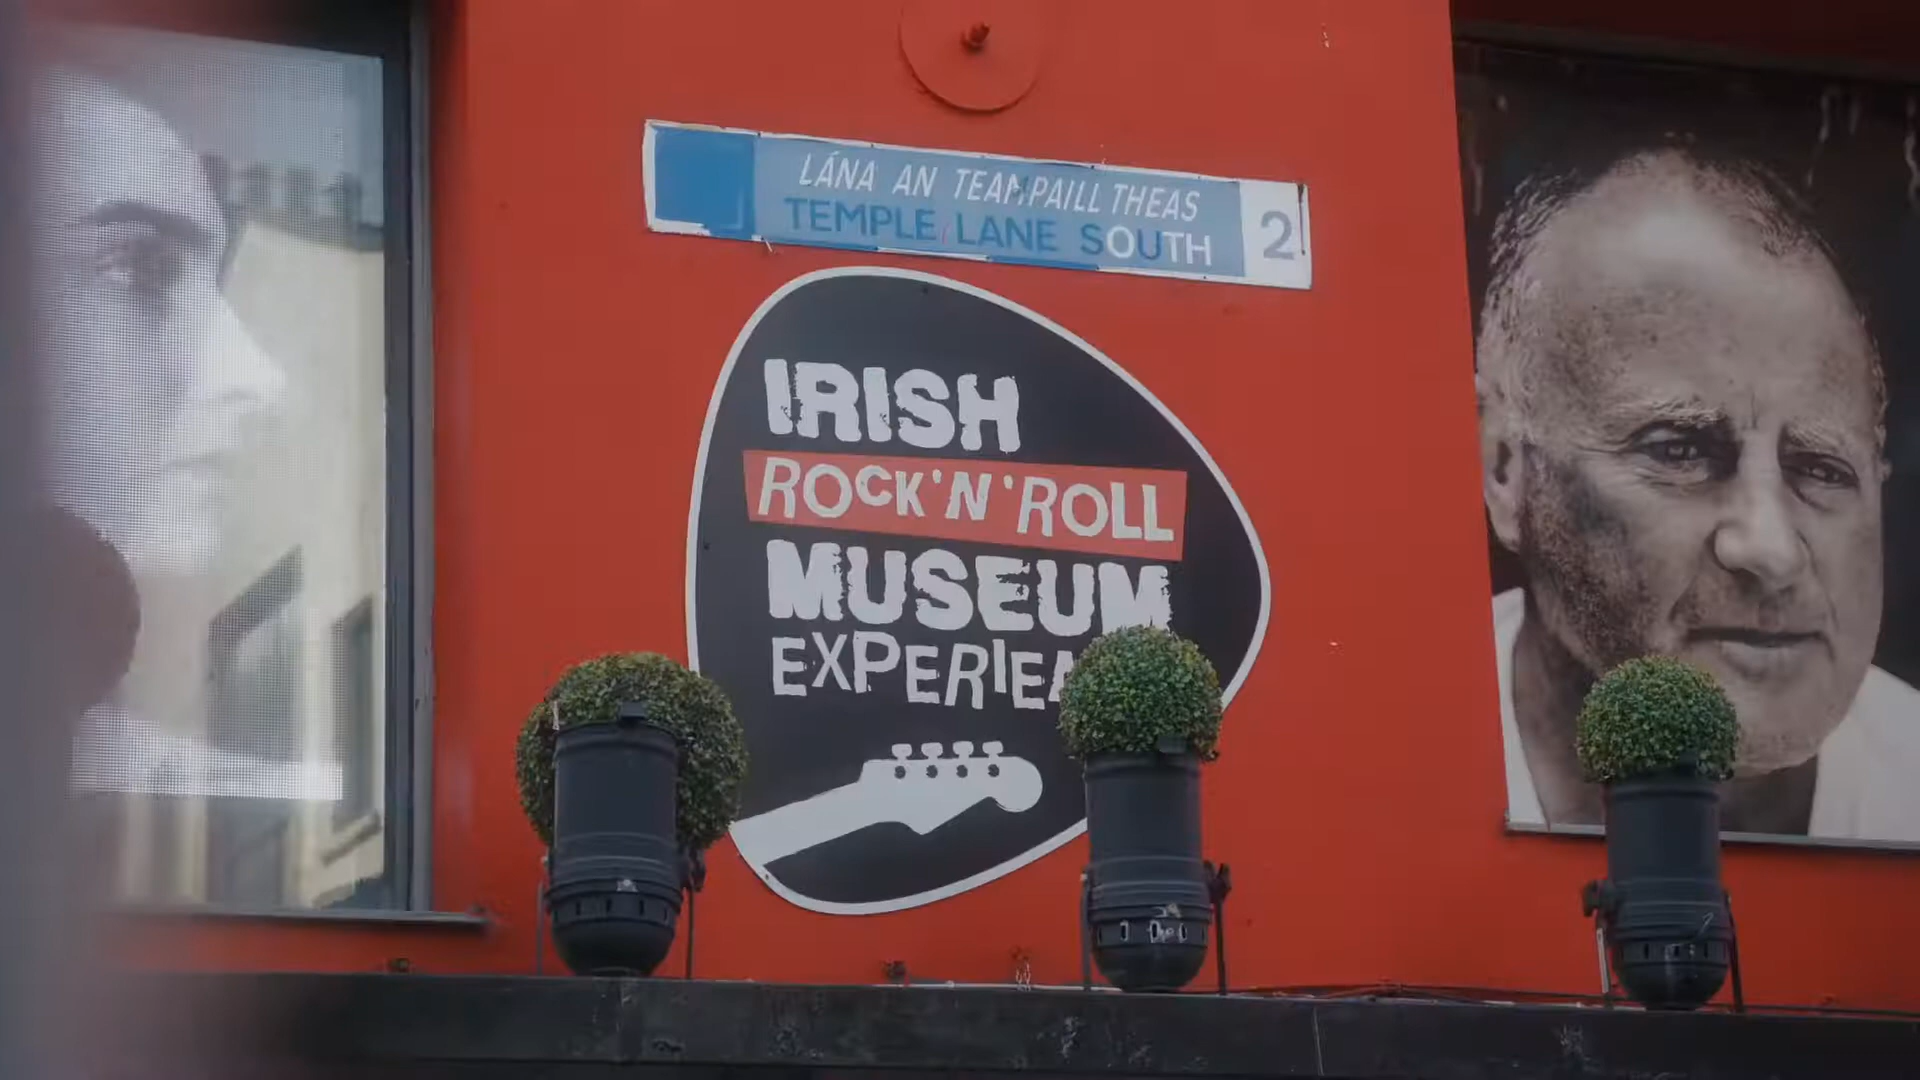 LÁNA AN TEAMPAILL THEAS
TEMPLE LANE SOUTH
2
IRISH
ROCK'N'ROLL
MUSEUM